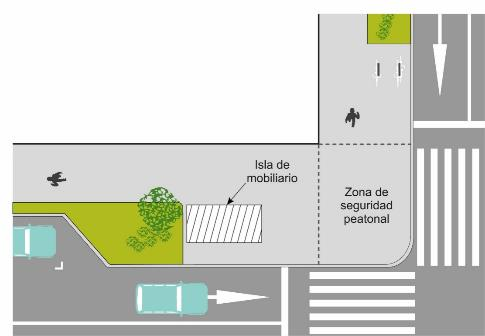 Isla de
mobiliario
Zona de
seguridad
peatonal